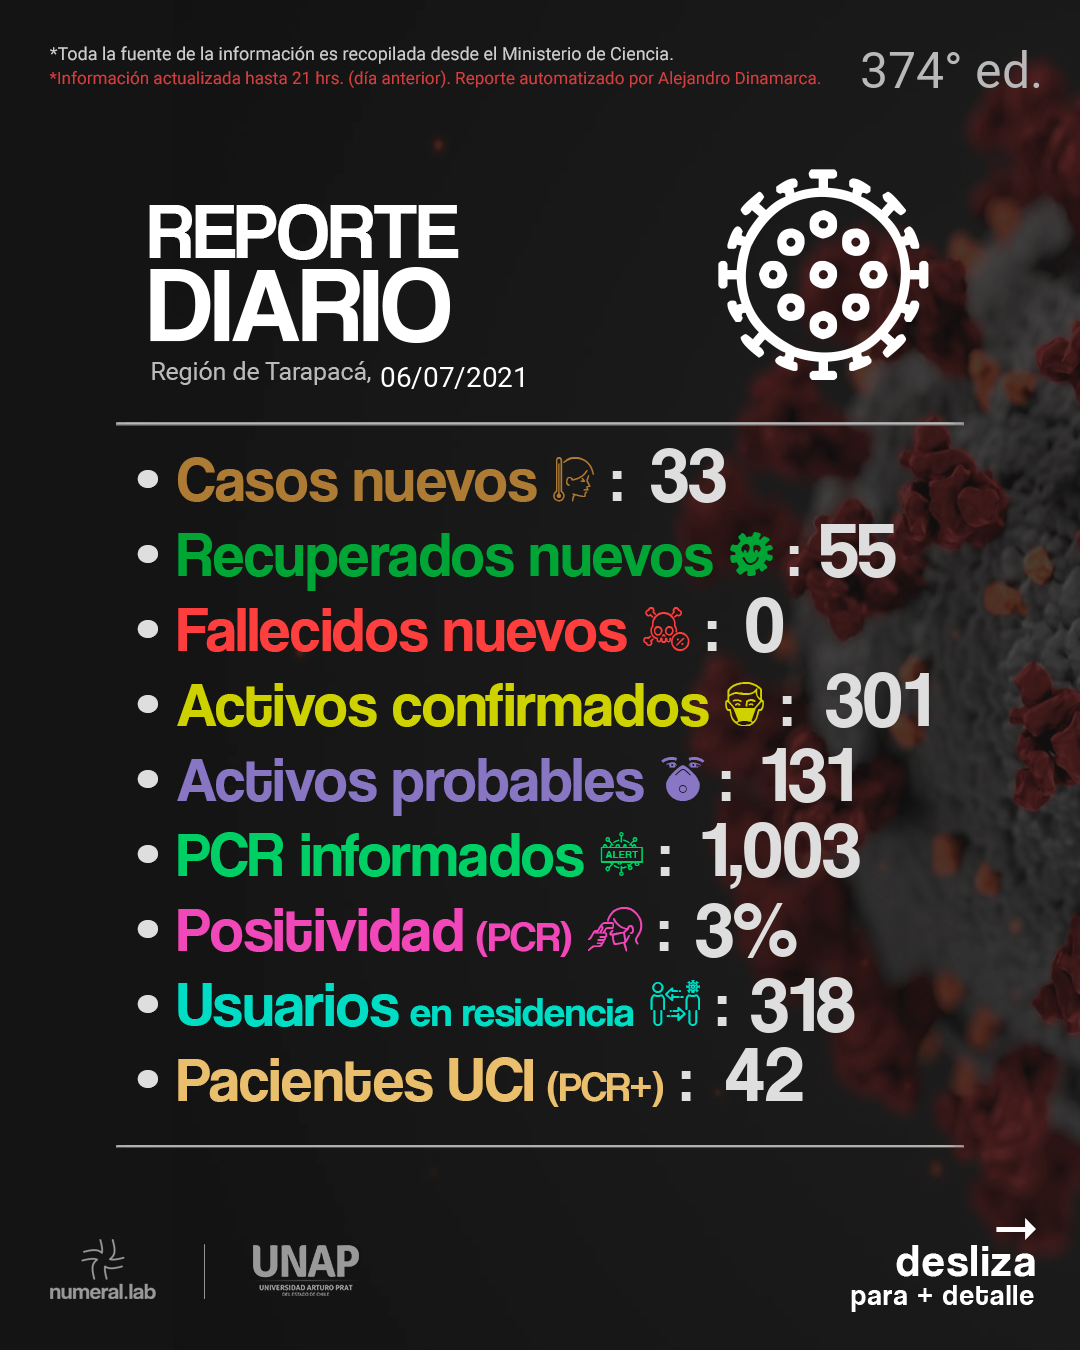 *Toda la fuente de la información es recopilada desde el Ministerio de Ciencia.
*Información actualizada hasta 21 hrs. (día anterior). Reporte automatizado por Alejandro Dinamarca.
374° ed.
REPORTE
DIARIO
Región de Tarapacá, 06/07/2021
• Casos nuevos : 33
• Recuperados nuevos : 55
• Fallecidos nuevos : 0
• Activos confirmados : 301
• Activos probables : 131
• PCR informados ALERT : 1,003
• Positividad (PCR) : 3%
• Usuarios en residencia : 318
• Pacientes UCI (PCR+) : 42
numeral.lab
UNAP
UNIVERSIDAD ARTURO PRAT
DEL ESTADO DE CHILE
desliza
para + detalle